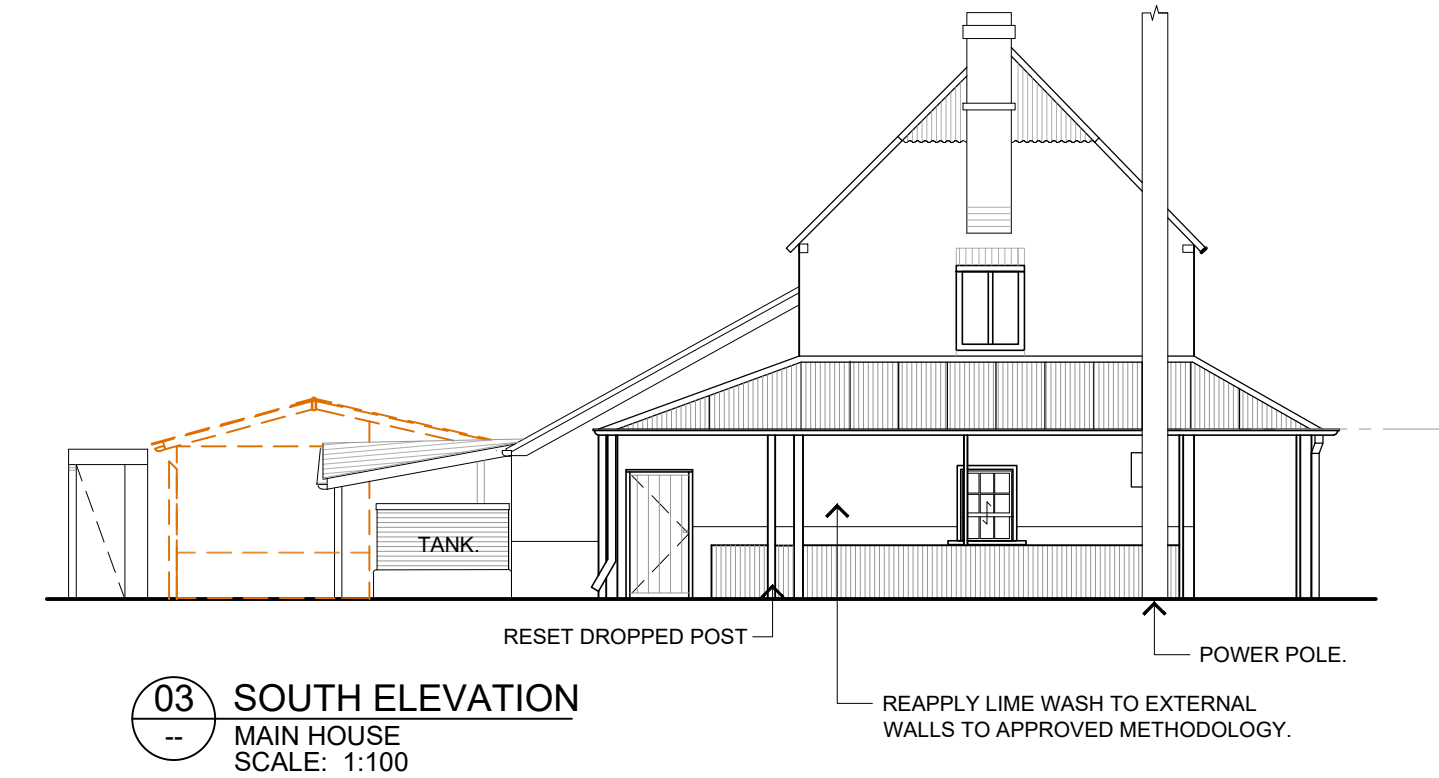 TANK.
RESET DROPPED POST
POWER POLE.
REAPPLY LIME WASH TO EXTERNAL
WALLS TO APPROVED METHODOLOGY.
03
--
SOUTH ELEVATION
MAIN HOUSE
SCALE: 1:100